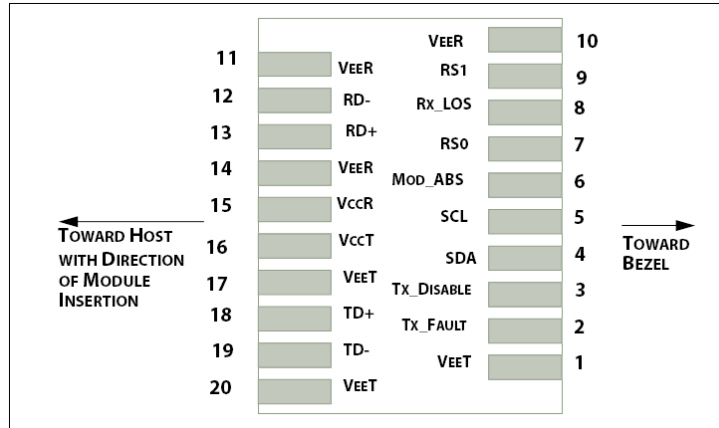 11 VEER
12 RD-
13 RD+
14 VEER
15 VCCR
16 VCCT
17 VEET
18 TD+
19 TD-
20 VEET
VEER 10
RS1 9
RX_LOS 8
RS0 7
MOD_ABS 6
SCL 5
SDA 4
TX_DISABLE 3
TX_FAULT 2
VEET 1
TOWARD HOST
WITH DIRECTION
OF MODULE
INSERTION
TOWARD
BEZEL